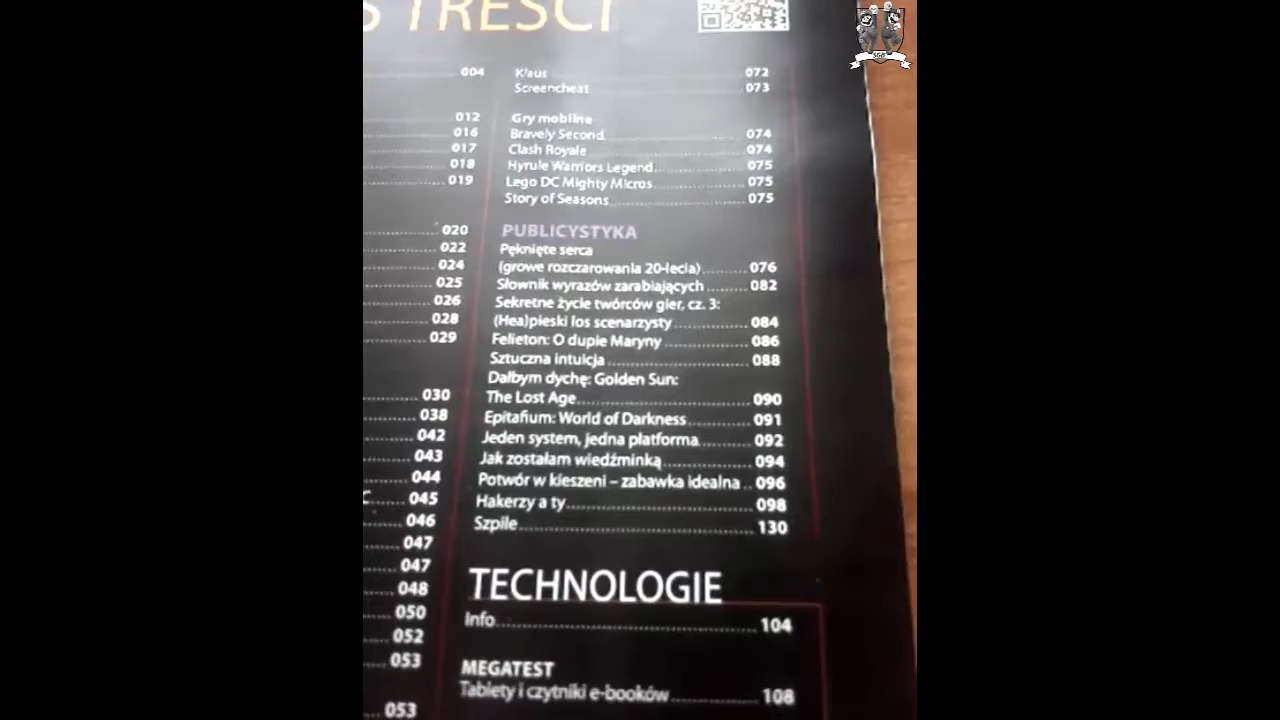 S TREŚCI
004
012
016
017
018
019
020
022
024
025
026
028
029
030
038
042
043
044
C 045
046
047
047
048
050
052
053
053
Klaus 072
Screencheat 073
Gry mobilne
Bravely Second 074
Clash Royale 074
Hyrule Warriors Legend 075
Lego DC Mighty Micros 075
Story of Seasons 075
PUBLICYSTYKA
Pęknięte serca
(growe rozczarowania 20-lecia) 076
Słownik wyrazów zarabiających 082
Sekretne życie twórców gier, cz. 3:
(Hea)pieski los scenarzysty 084
Felieton: O dupie Maryny 086
Sztuczna intuicja 088
Dałbym dychę: Golden Sun:
The Lost Age 090
Epitafium: World of Darkness 091
Jeden system, jedna platforma 092
Jak zostałam wiedźminką 094
Potwór w kieszeni – zabawka idealna 096
Hakerzy a ty 098
Szpile 130
TECHNOLOGIE
Info 104
MEGATEST
Tablety i czytniki e-booków 108